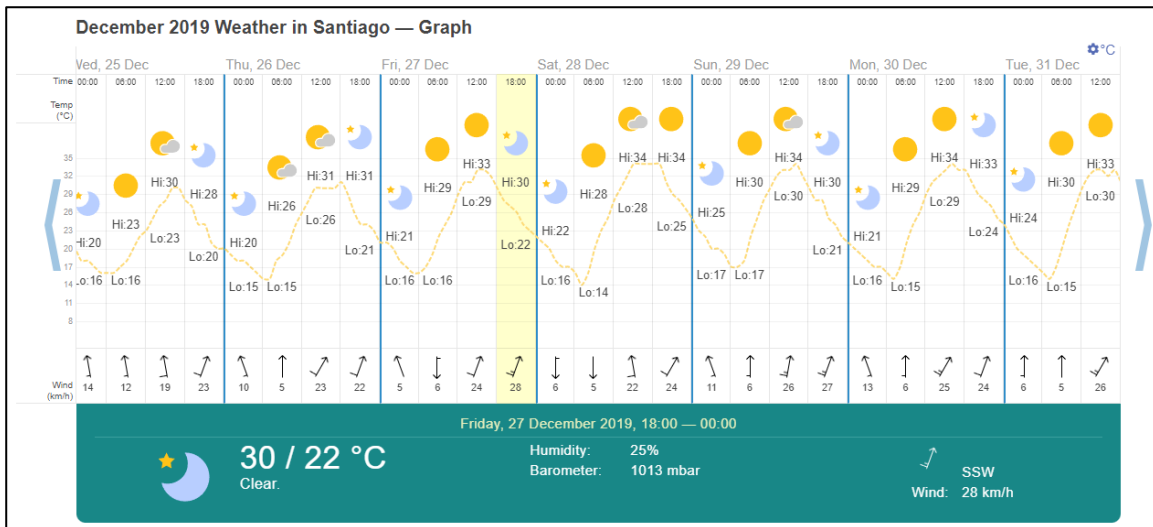 December 2019 Weather in Santiago — Graph
°C
Wed, 25 Dec Thu, 26 Dec Fri, 27 Dec Sat, 28 Dec Sun, 29 Dec Mon, 30 Dec Tue, 31 Dec
Time 00:00 06:00 12:00 18:00 00:00 06:00 12:00 18:00 00:00 06:00 12:00 18:00 00:00 06:00 12:00 18:00 00:00 06:00 12:00 18:00 00:00 06:00 12:00 18:00 00:00 06:00 12:00
Temp
(°C)
35
32
29
26
23
20
17
14
11
8
Hi:20 Hi:23 Hi:30 Hi:28 Hi:20 Hi:26 Hi:31 Hi:31 Hi:21 Hi:29 Hi:33 Hi:30 Hi:22 Hi:28 Hi:34 Hi:34 Hi:25 Hi:30 Hi:34 Hi:30 Hi:21 Hi:29 Hi:34 Hi:33 Hi:24 Hi:30 Hi:33
Lo:16 Lo:16 Lo:23 Lo:20 Lo:15 Lo:15 Lo:26 Lo:21 Lo:16 Lo:16 Lo:29 Lo:22 Lo:16 Lo:14 Lo:28 Lo:25 Lo:17 Lo:17 Lo:30 Lo:21 Lo:16 Lo:15 Lo:29 Lo:24 Lo:16 Lo:15 Lo:30
Wind
(km/h)
14 12 19 23 10 5 23 22 5 6 24 28 6 5 22 24 11 6 26 27 13 6 25 24 6 5 26
Friday, 27 December 2019, 18:00 — 00:00
30 / 22 °C
Clear.
Humidity: 25%
Barometer: 1013 mbar
SSW
Wind: 28 km/h